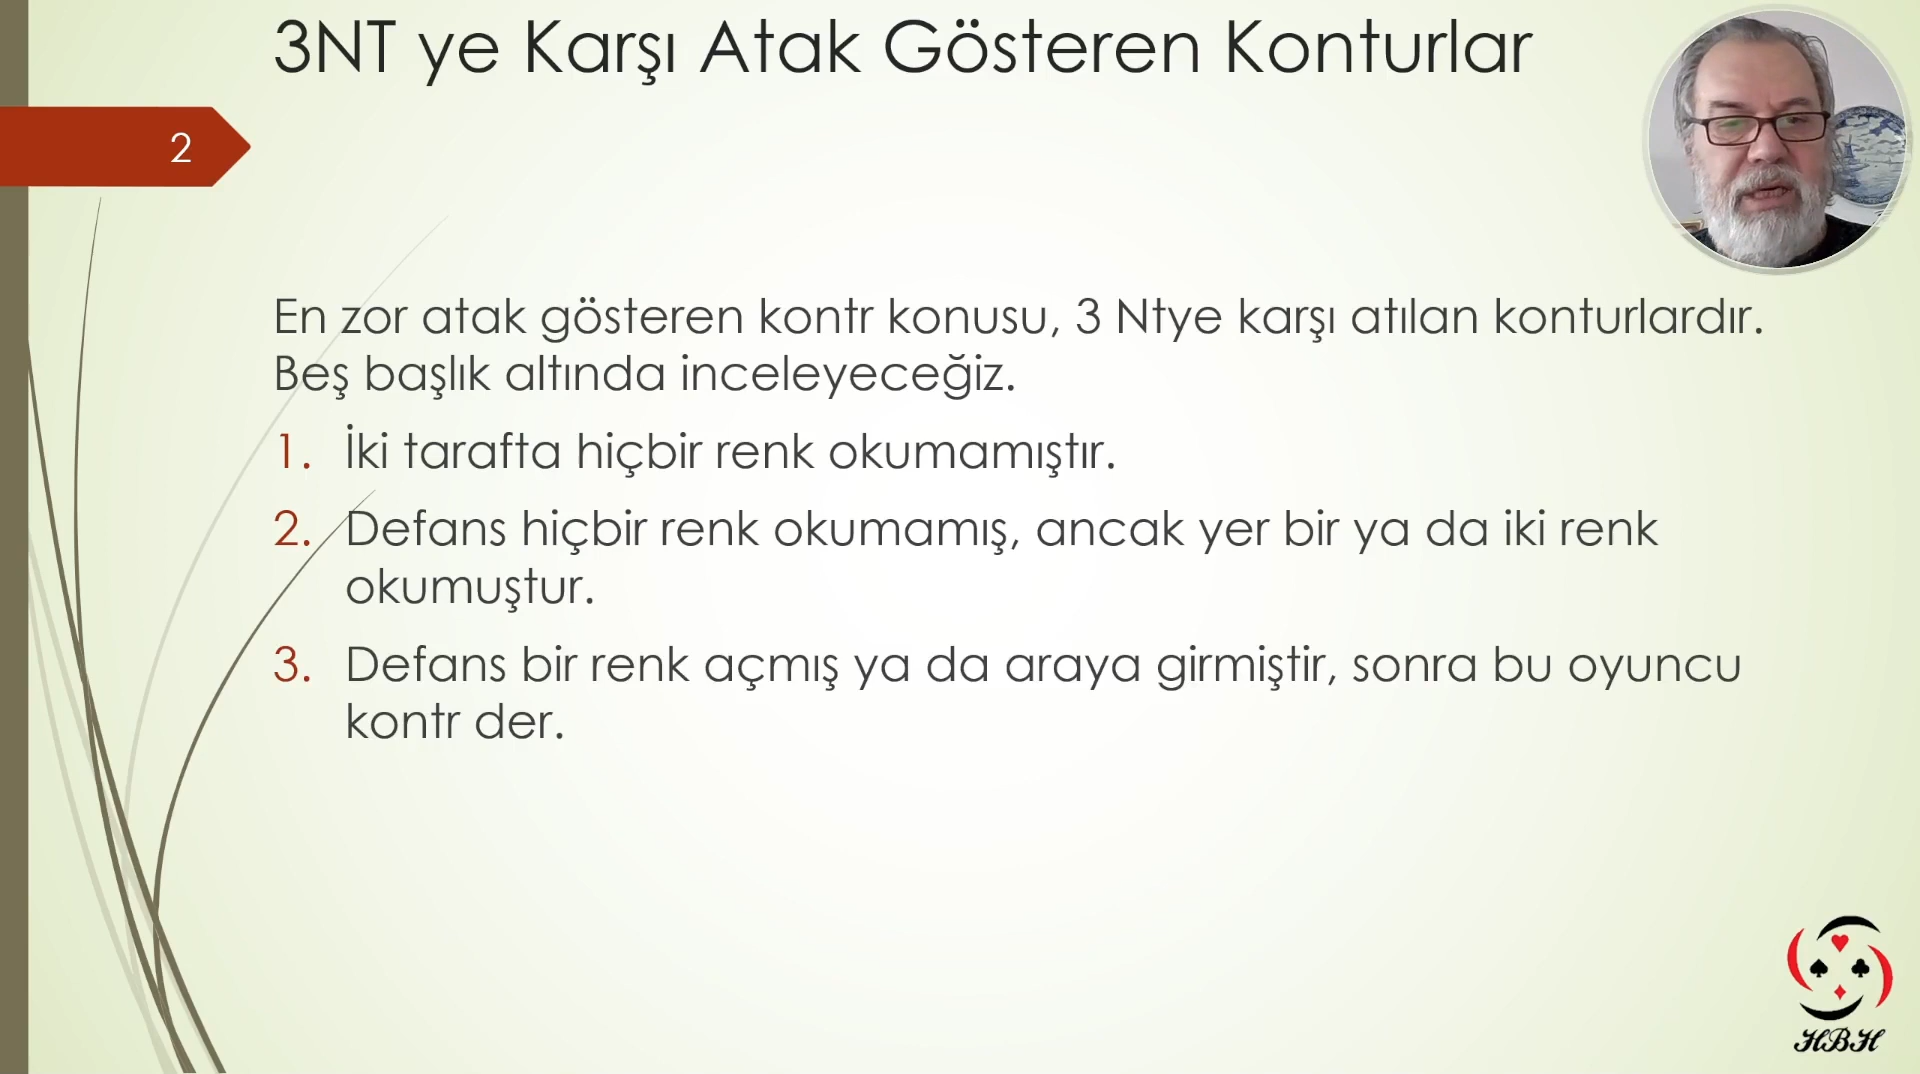 3NT ye Karşı Atak Gösteren Konturlar
2
En zor atak gösteren kontr konusu, 3 Ntye karşı atılan konturlardır.
Beş başlık altında inceleyeceğiz.
1. İki tarafta hiçbir renk okumamıştır.
2. Defans hiçbir renk okumamış, ancak yer bir ya da iki renk
okumuştur.
3. Defans bir renk açmış ya da araya girmiştir, sonra bu oyuncu
kontr der.
HBH